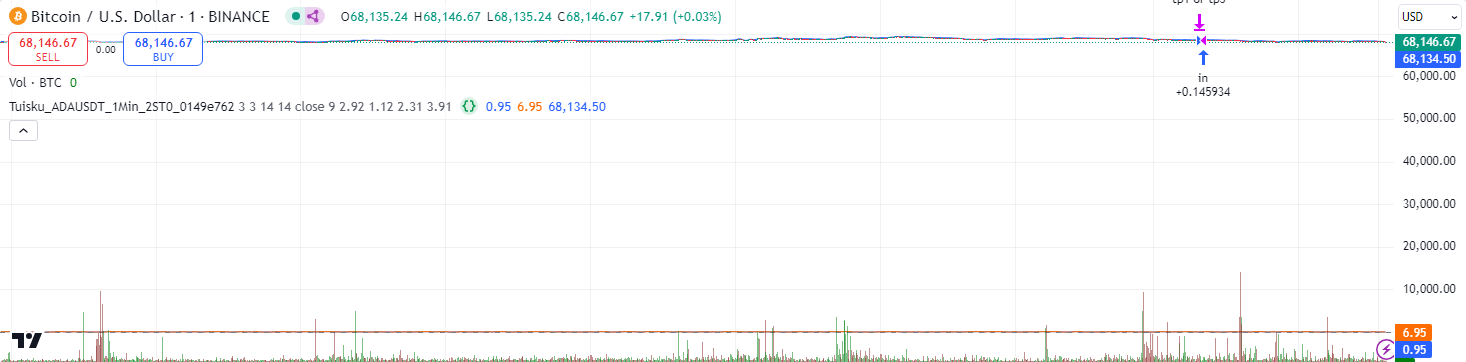 Bitcoin / U.S. Dollar · 1 · BINANCE
O68,135.24 H68,146.67 L68,135.24 C68,146.67 +17.91 (+0.03%)
USD
68,146.67
SELL
0.00
68,146.67
BUY
68,146.67
68,134.50
Vol · BTC 0
Tuisku_ADAUSDT_1Min_2ST0_0149e762 3 3 14 14 close 9 2.92 1.12 2.31 3.91 {} 0.95 6.95 68,134.50
in
+0.145934
60,000.00
50,000.00
40,000.00
30,000.00
20,000.00
10,000.00
6.95
0.95